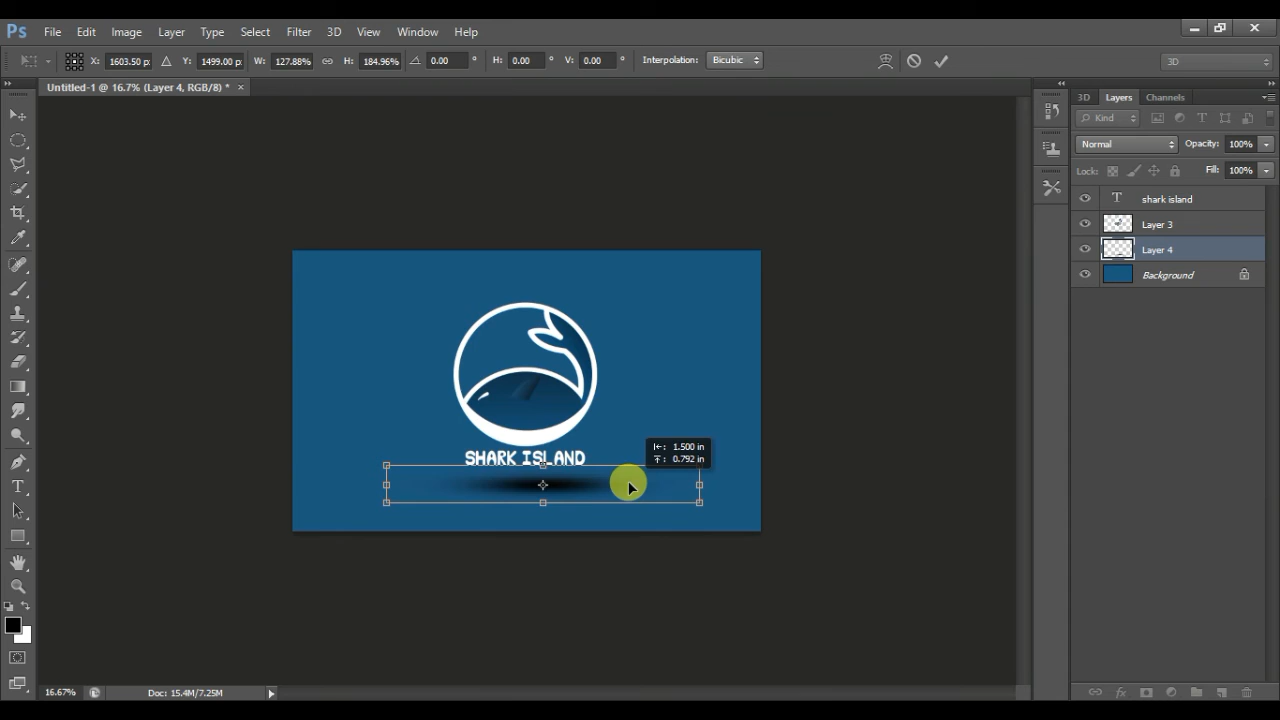 Ps File Edit Image Layer Type Select Filter 3D View Window Help
X: 1603.50 p Y: 1499.00 p W: 127.88% H: 184.96% 0.00 ° H: 0.00 ° V: 0.00 ° Interpolation: Bicubic 3D
Untitled-1 @ 16.7% (Layer 4, RGB/8) * ×
3D Layers Channels
Kind
Normal Opacity: 100%
Lock: Fill: 100%
shark island
Layer 3
Layer 4
Background
SHARK ISLAND
1.500 in
0.792 in
16.67% Doc: 15.4M/7.25M